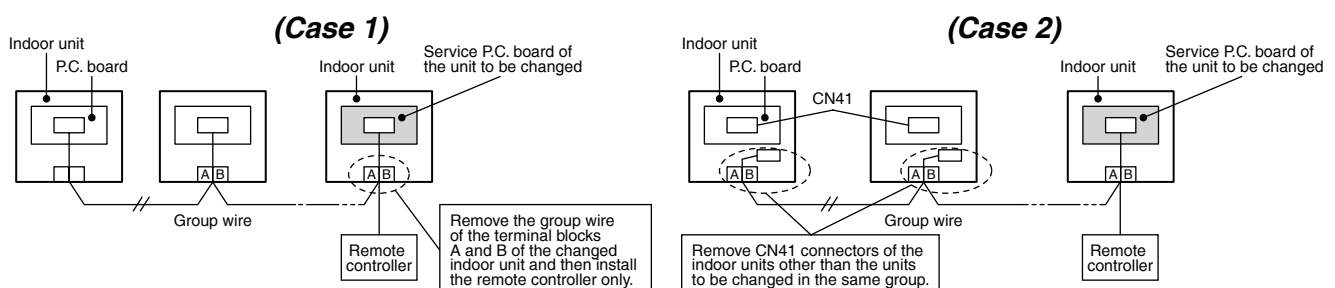 (Case 1)
Indoor unit
P.C. board
Indoor unit
Service P.C. board of
the unit to be changed
A B
A B
Group wire
Remote
controller
Remove the group wire
of the terminal blocks
A and B of the changed
indoor unit and then install
the remote controller only.
(Case 2)
Indoor unit
P.C. board
CN41
Indoor unit
Service P.C. board of
the unit to be changed
A B
A B
A B
Group wire
Remove CN41 connectors of the
indoor units other than the units
to be changed in the same group.
Remote
controller